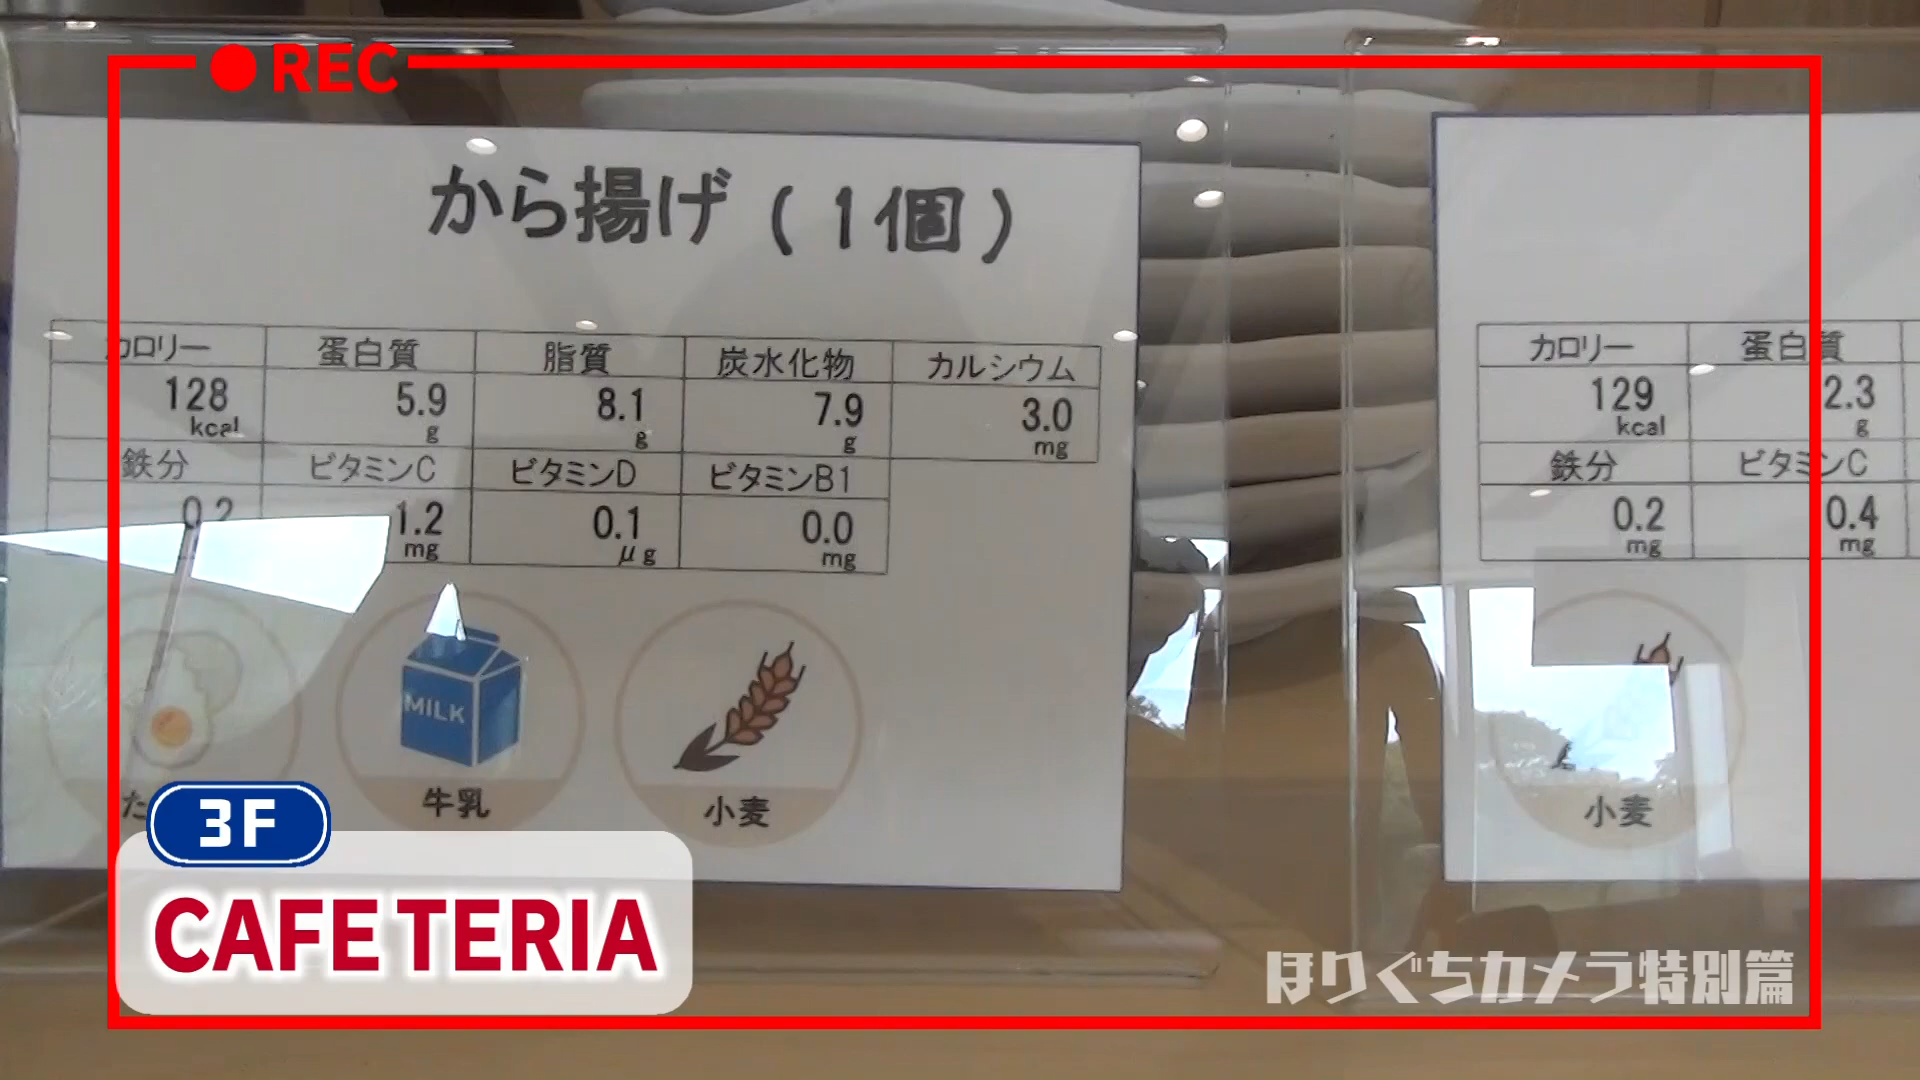 REC
から揚げ（1個）
カロリー 蛋白質 脂質 炭水化物 カルシウム
128 5.9 8.1 7.9 3.0
kcal g g g mg
鉄分 ビタミンC ビタミンD ビタミンB1
0.2 1.2 0.1 0.0
mg μg mg
MILK
牛乳 小麦
カロリー 蛋白質
129 2.3
kcal g
鉄分 ビタミンC
0.2 0.4
mg mg
小麦
3F
CAFETERIA
ほりぐちカメラ特別篇